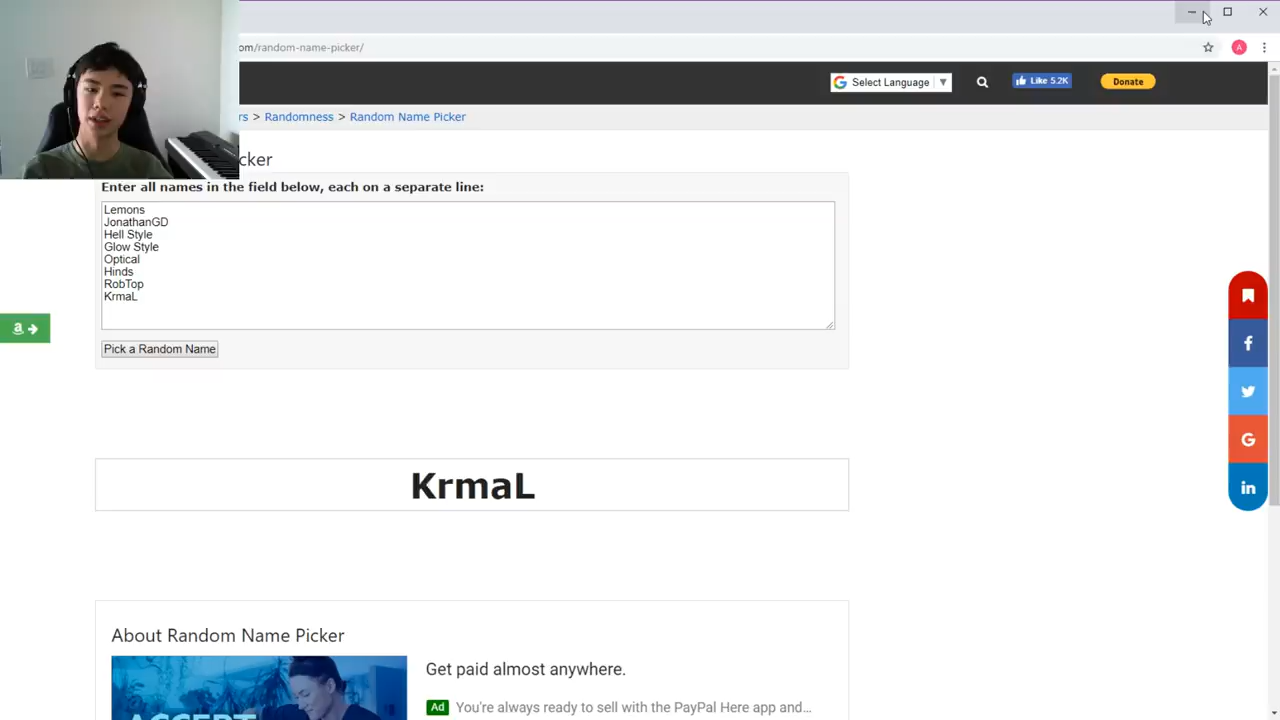 om/random-name-picker/
Select Language ▼
Like 5.2K
Donate
rs > Randomness > Random Name Picker
cker
Enter all names in the field below, each on a separate line:
Lemons
JonathanGD
Hell Style
Glow Style
Optical
Hinds
RobTop
KrmaL
Pick a Random Name
KrmaL
About Random Name Picker
Get paid almost anywhere.
Ad You're always ready to sell with the PayPal Here app and...
ACCEPT
A
a
G
f
G
in